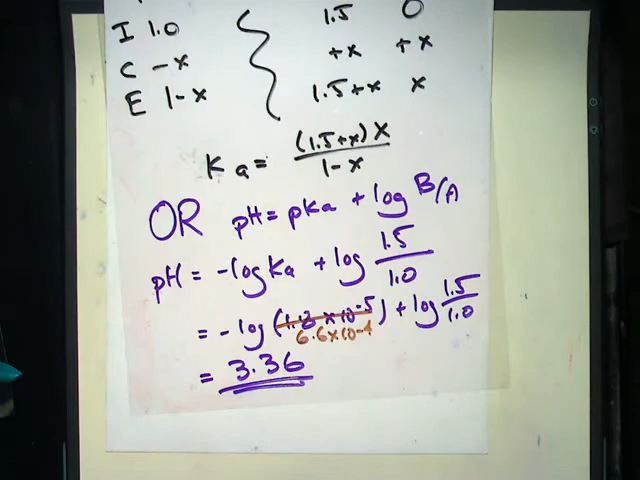 I 1.0 1.5 0
C -x +x +x
E 1-x 1.5+x x
Ka = (1.5+x)x / 1-x
OR pH = pKa + log B/A
pH = -log Ka + log 1.5/1.0
= -log (1.13 x 10^-5) + log 1.5/1.0
6.6x10^-4
= 3.36